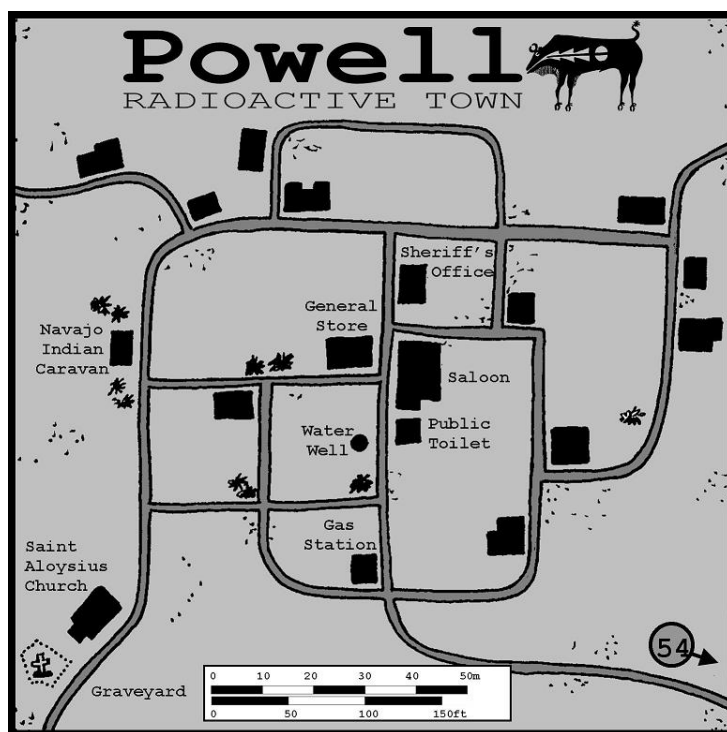 Powell
RADIOACTIVE TOWN
Sheriff's
Office
General
Store
Navajo
Indian
Caravan
Saloon
Water
Well
Public
Toilet
Gas
Station
Saint
Aloysius
Church
54
Graveyard
0 10 20 30 40 50m
0 50 100 150ft